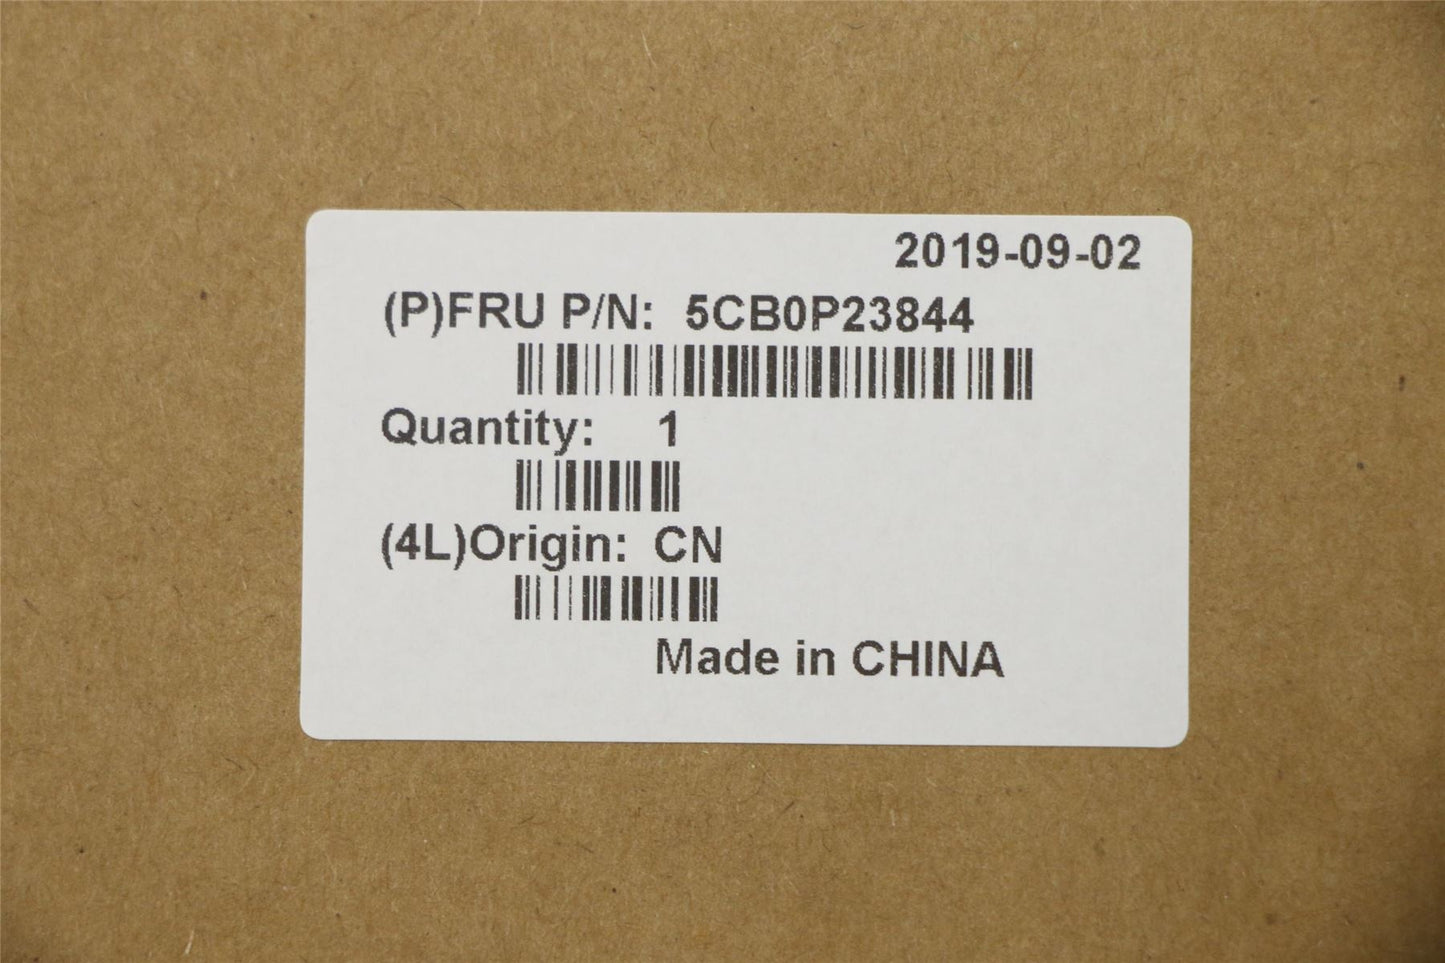 2019-09-02
(P)FRU P/N: 5CB0P23844
Quantity: 1
(4L)Origin: CN
Made in CHINA